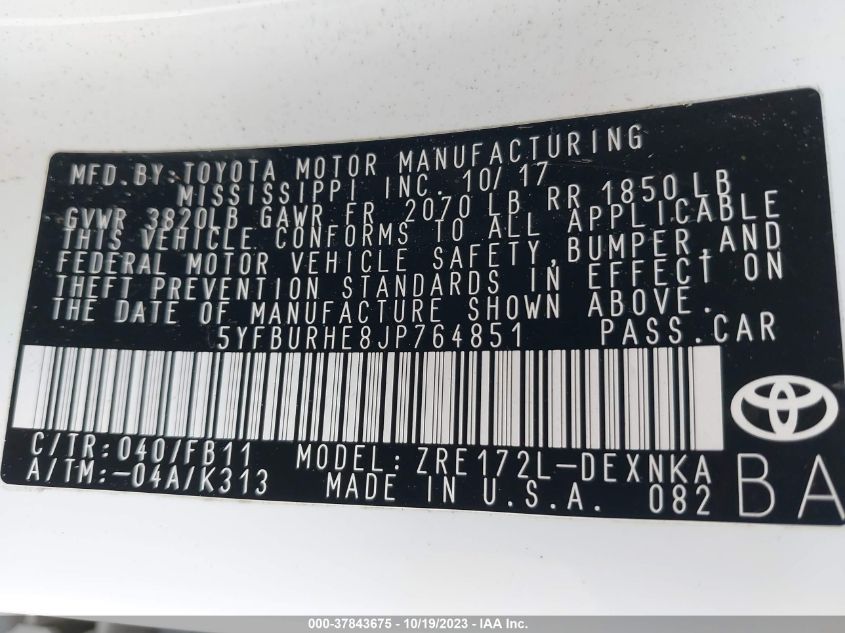 MFD.BY:TOYOTA MOTOR MANUFACTURING
MISSISSIPPI INC. 10/17
GVWR 3820LB GAWR FR 2070 LB RR 1850 LB
THIS VEHICLE CONFORMS TO ALL APPLICABLE
FEDERAL MOTOR VEHICLE SAFETY,BUMPER,AND
THEFT PREVENTION STANDARDS IN EFFECT ON
THE DATE OF MANUFACTURE SHOWN ABOVE.
5YFBURHE8JP764851 PASS.CAR
C/TR:040/FB11 MODEL:ZRE172L-DEXNKA
A/TM:-04A/K313 MADE IN U.S.A. 082 BA
000-37843675 - 10/19/2023 - IAA Inc.